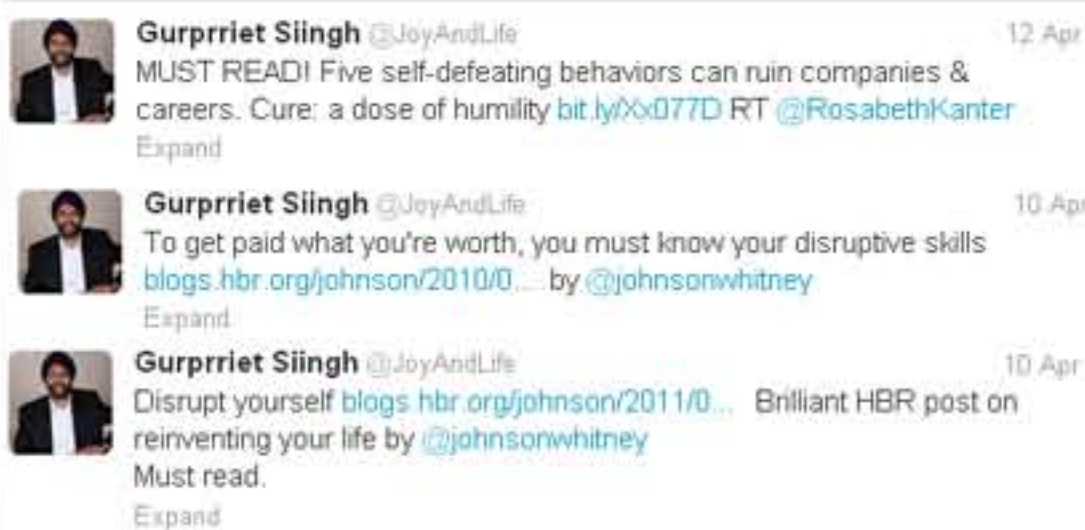 Gurprriet Siingh @JoyAndLife 12 Apr
MUST READ! Five self-defeating behaviors can ruin companies &
careers. Cure: a dose of humility bit.ly/Xx077D RT @RosabethKanter
Expand
Gurprriet Siingh @JoyAndLife 10 Apr
To get paid what you're worth, you must know your disruptive skills
blogs.hbr.org/johnson/2010/0... by @johnsonwhitney
Expand
Gurprriet Siingh @JoyAndLife 10 Apr
Disrupt yourself blogs.hbr.org/johnson/2011/0... Brilliant HBR post on
reinventing your life by @johnsonwhitney
Must read.
Expand